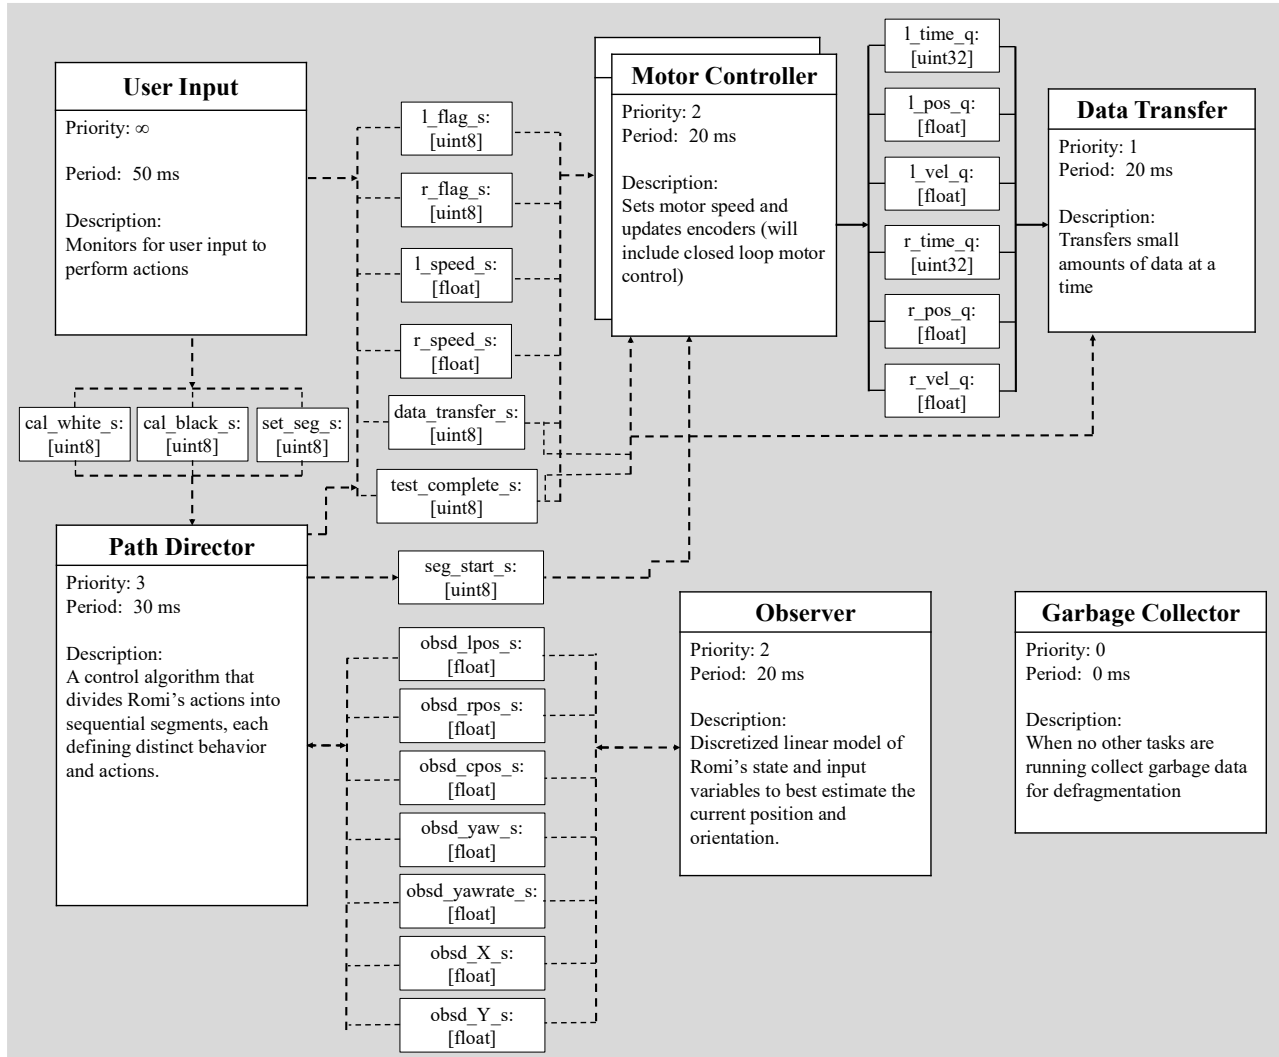 User Input
Priority: ∞
Period: 50 ms
Description:
Monitors for user input to
perform actions
l_flag_s:
[uint8]
r_flag_s:
[uint8]
l_speed_s:
[float]
r_speed_s:
[float]
data_transfer_s:
[uint8]
test_complete_s:
[uint8]
Motor Controller
Priority: 2
Period: 20 ms
Description:
Sets motor speed and
updates encoders (will
include closed loop motor
control)
l_time_q:
[uint32]
l_pos_q:
[float]
l_vel_q:
[float]
r_time_q:
[uint32]
r_pos_q:
[float]
r_vel_q:
[float]
Data Transfer
Priority: 1
Period: 20 ms
Description:
Transfers small
amounts of data at a
time
cal_white_s:
[uint8]
cal_black_s:
[uint8]
set_seg_s:
[uint8]
Path Director
Priority: 3
Period: 30 ms
Description:
A control algorithm that
divides Romi’s actions into
sequential segments, each
defining distinct behavior
and actions.
seg_start_s:
[uint8]
obsd_lpos_s:
[float]
obsd_rpos_s:
[float]
obsd_cpos_s:
[float]
obsd_yaw_s:
[float]
obsd_yawrate_s:
[float]
obsd_X_s:
[float]
obsd_Y_s:
[float]
Observer
Priority: 2
Period: 20 ms
Description:
Discretized linear model of
Romi’s state and input
variables to best estimate the
current position and
orientation.
Garbage Collector
Priority: 0
Period: 0 ms
Description:
When no other tasks are
running collect garbage data
for defragmentation